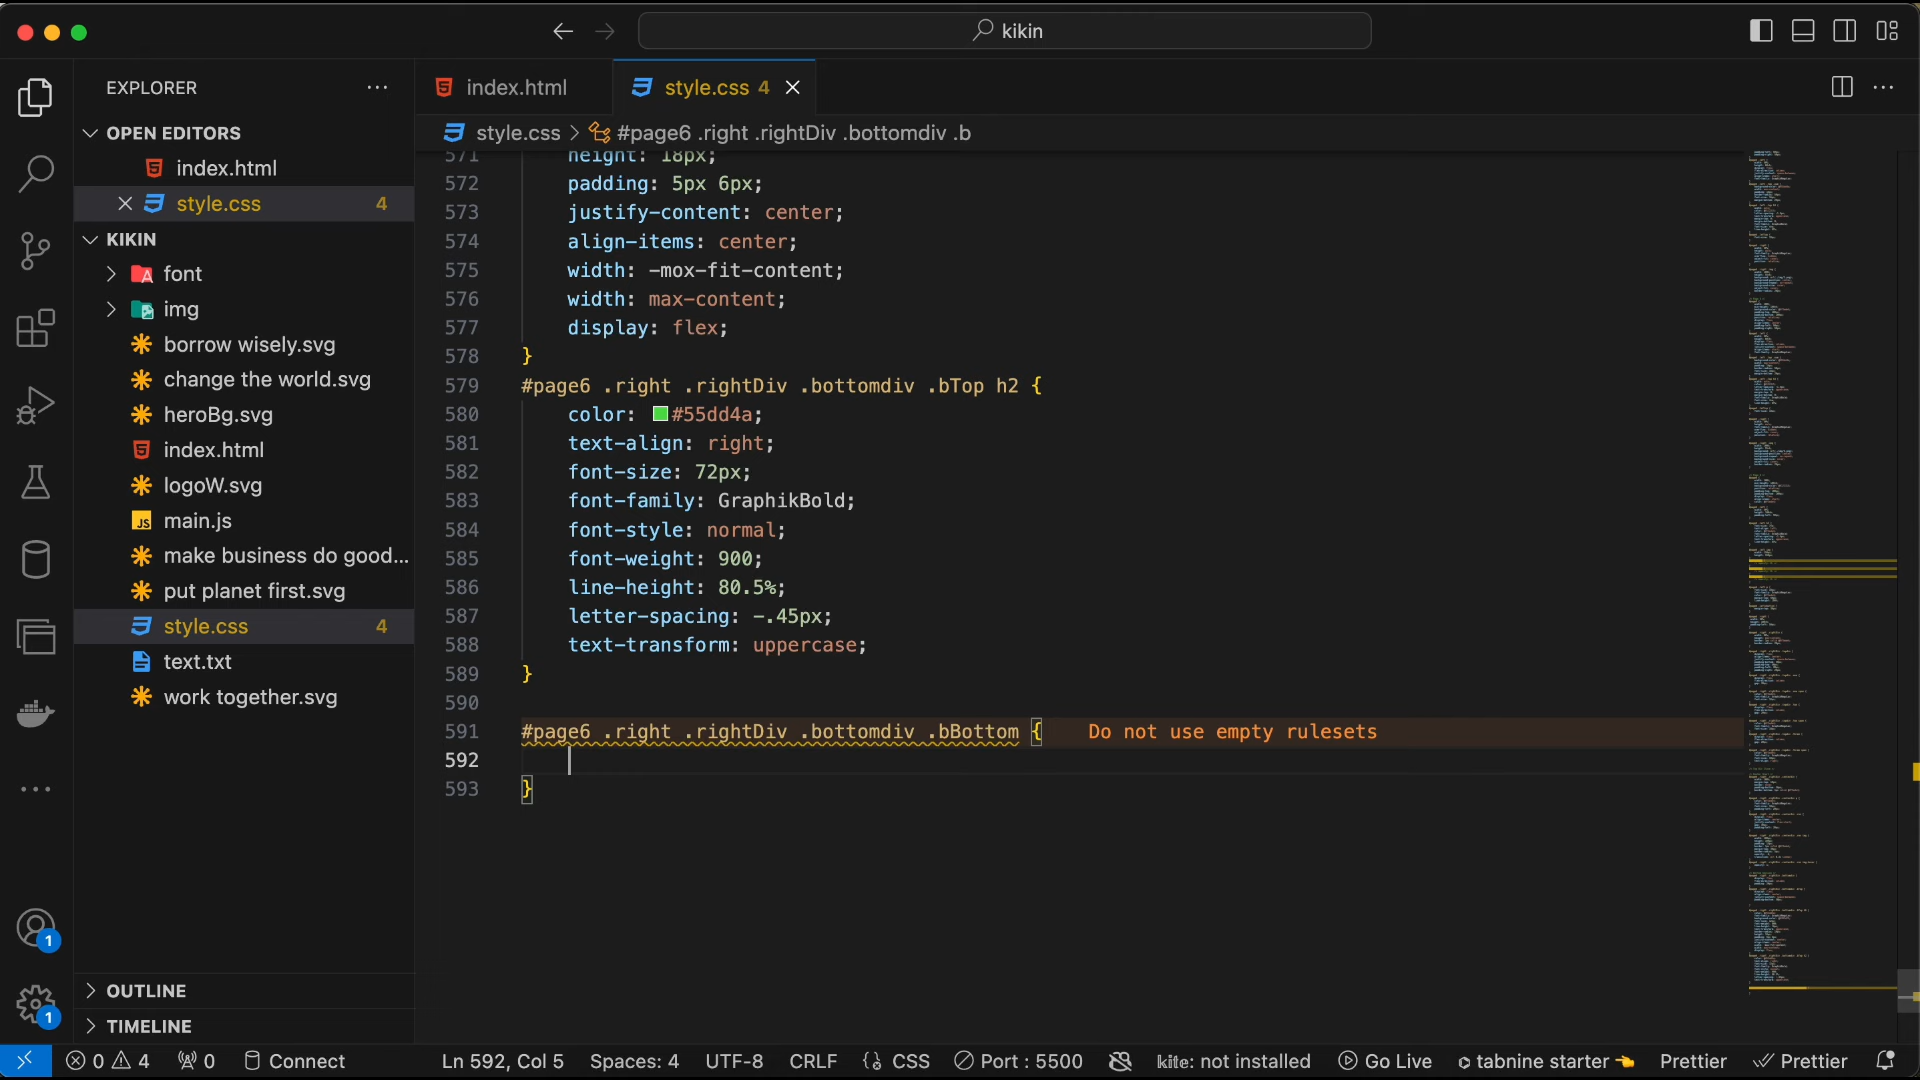 kikin
EXPLORER
OPEN EDITORS
index.html
style.css 4
KIKIN
font
img
borrow wisely.svg
change the world.svg
heroBg.svg
index.html
logoW.svg
main.js
make business do good...
put planet first.svg
style.css 4
text.txt
work together.svg
OUTLINE
TIMELINE
index.html
style.css 4
style.css > #page6 .right .rightDiv .bottomdiv .b
571 height: 18px;
572 padding: 5px 6px;
573 justify-content: center;
574 align-items: center;
575 width: -mox-fit-content;
576 width: max-content;
577 display: flex;
578 }
579 #page6 .right .rightDiv .bottomdiv .bTop h2 {
580 color: #55dd4a;
581 text-align: right;
582 font-size: 72px;
583 font-family: GraphikBold;
584 font-style: normal;
585 font-weight: 900;
586 line-height: 80.5%;
587 letter-spacing: -.45px;
588 text-transform: uppercase;
589 }
590
591 #page6 .right .rightDiv .bottomdiv .bBottom { Do not use empty rulesets
592
593 }
1
1
0 4 0 Connect Ln 592, Col 5 Spaces: 4 UTF-8 CRLF {} CSS Port : 5500 kite: not installed Go Live tabnine starter Prettier Prettier